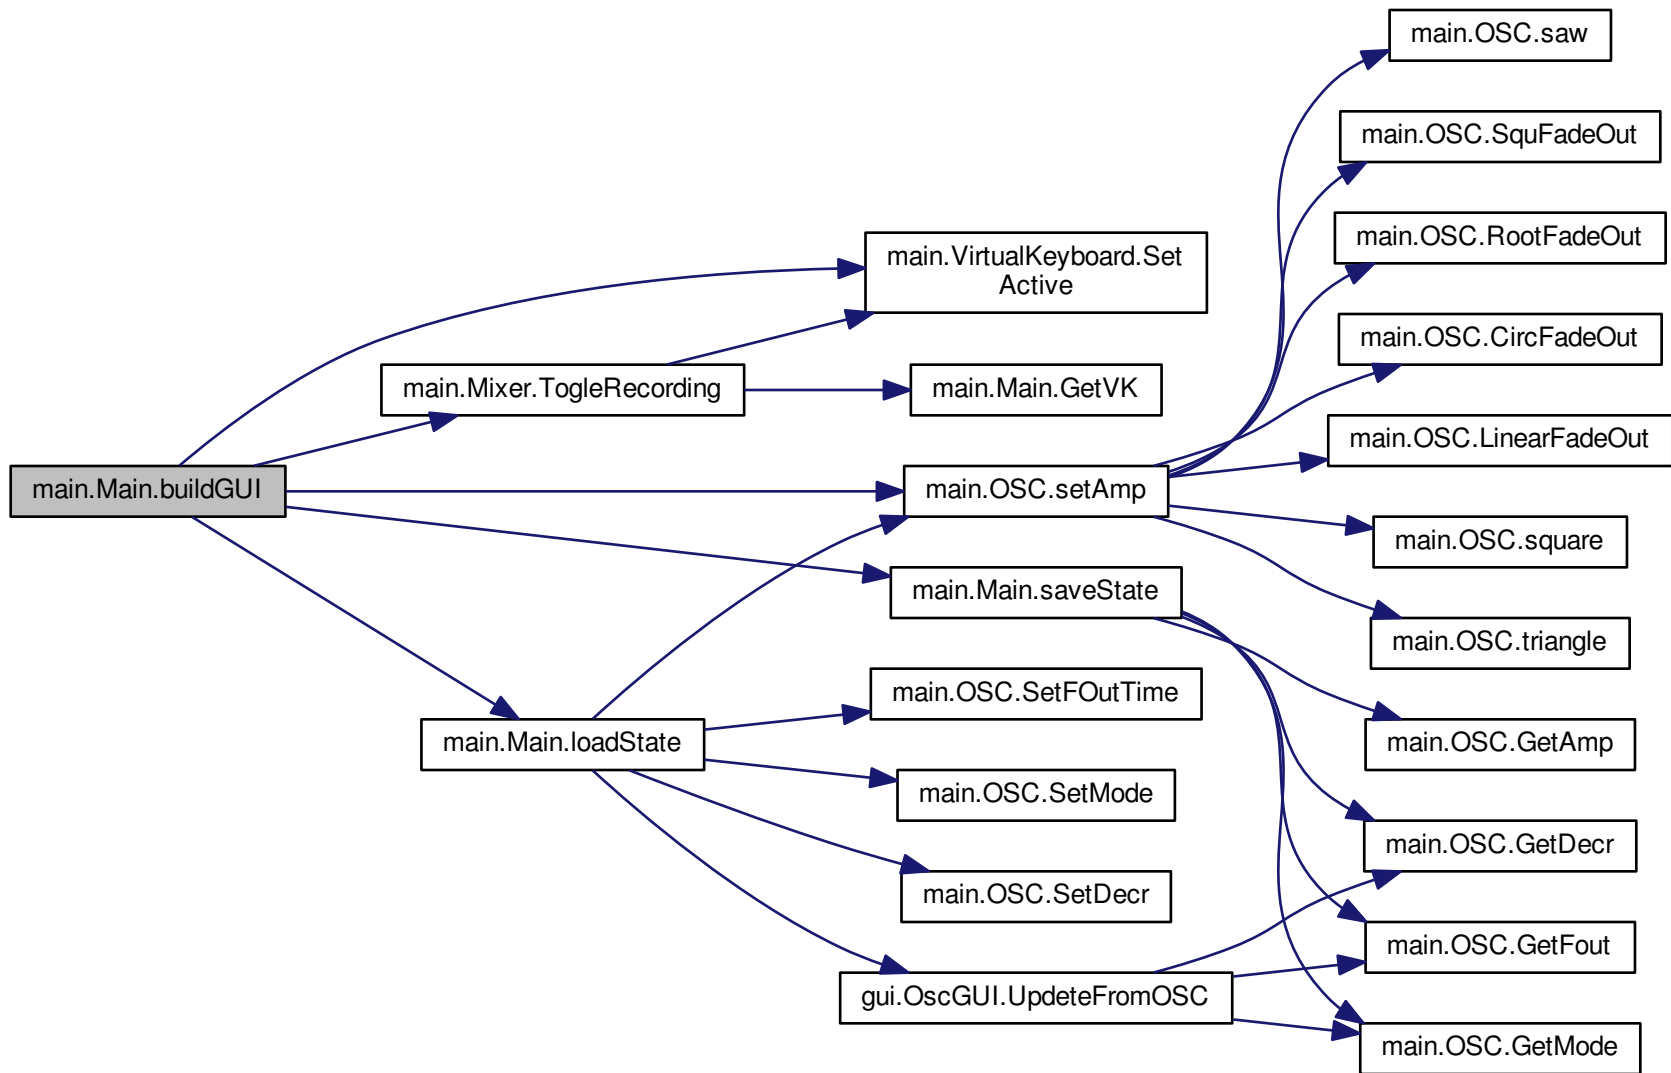 main.OSC.saw
main.OSC.SquFadeOut
main.OSC.RootFadeOut
main.VirtualKeyboard.Set
Active
main.OSC.CircFadeOut
main.Mixer.TogleRecording
main.Main.GetVK
main.OSC.LinearFadeOut
main.Main.buildGUI
main.OSC.setAmp
main.OSC.square
main.Main.saveState
main.OSC.triangle
main.OSC.SetFOutTime
main.Main.loadState
main.OSC.GetAmp
main.OSC.SetMode
main.OSC.GetDecr
main.OSC.SetDecr
main.OSC.GetFout
gui.OscGUI.UpdeteFromOSC
main.OSC.GetMode